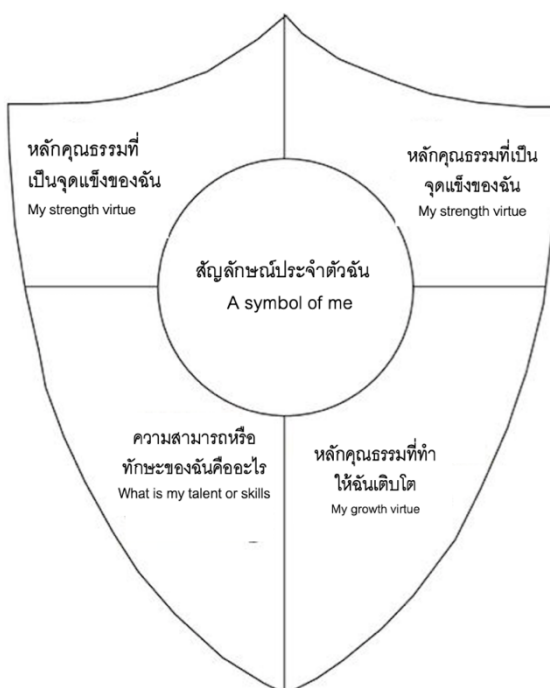 หลักคุณธรรมที่
เป็นจุดแข็งของฉัน
My strength virtue
หลักคุณธรรมที่เป็น
จุดแข็งของฉัน
My strength virtue
สัญลักษณ์ประจำตัวฉัน
A symbol of me
ความสามารถหรือ
ทักษะของฉันคืออะไร
What is my talent or skills
หลักคุณธรรมที่ทำ
ให้ฉันเติบโต
My growth virtue